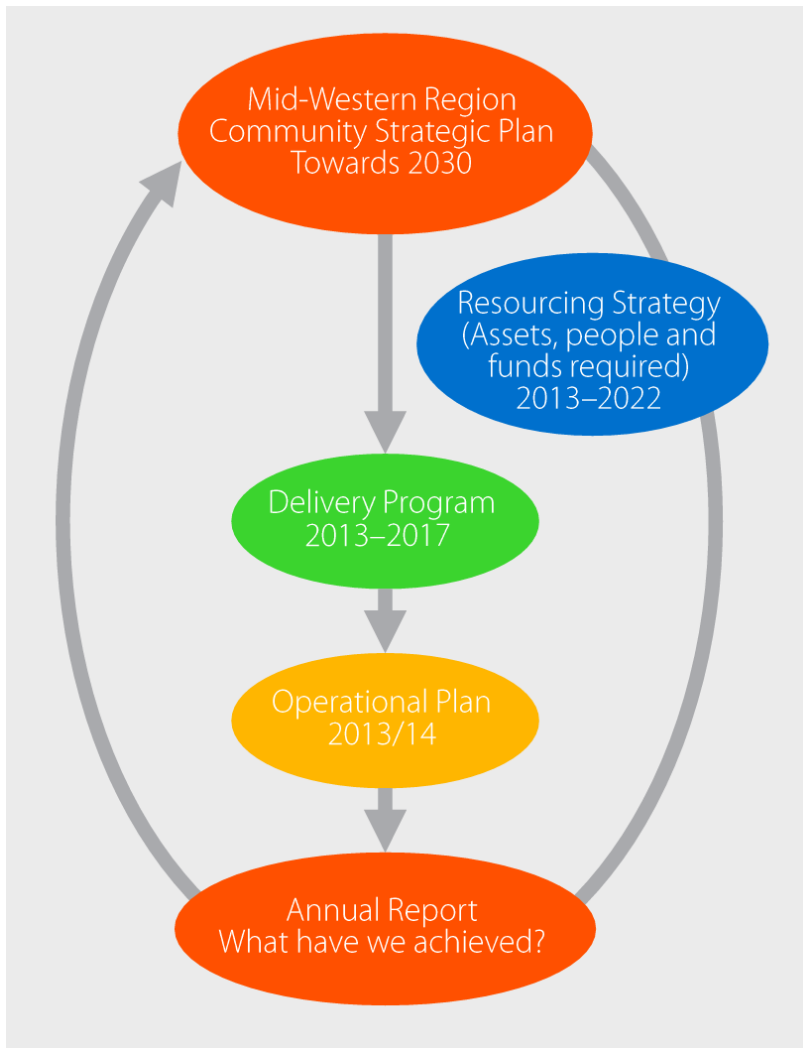 Mid-Western Region
Community Strategic Plan
Towards 2030
Resourcing Strategy
(Assets, people and
funds required)
2013–2022
Delivery Program
2013–2017
Operational Plan
2013/14
Annual Report
What have we achieved?